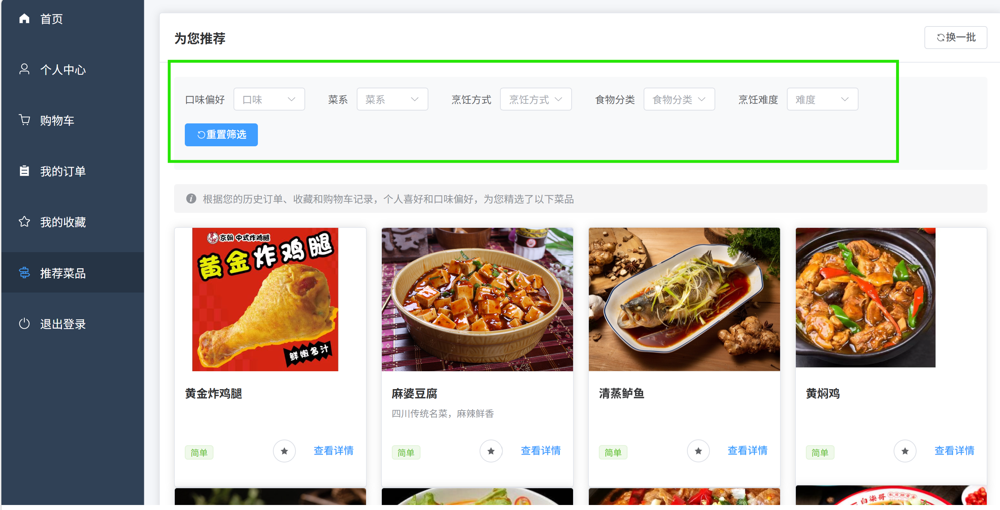 首页
个人中心
购物车
我的订单
我的收藏
推荐菜品
退出登录
为您推荐
换一批
口味偏好 口味 菜系 菜系 烹饪方式 烹饪方式 食物分类 食物分类 烹饪难度 难度
重置筛选
根据您的历史订单、收藏和购物车记录，个人喜好和口味偏好，为您精选了以下菜品
京翰 中式炸鸡腿
黄金炸鸡腿
鲜嫩多汁
黄金炸鸡腿
简单 查看详情
麻婆豆腐
四川传统名菜，麻辣鲜香
简单 查看详情
清蒸鲈鱼
简单 查看详情
黄焖鸡
简单 查看详情
白柒哥